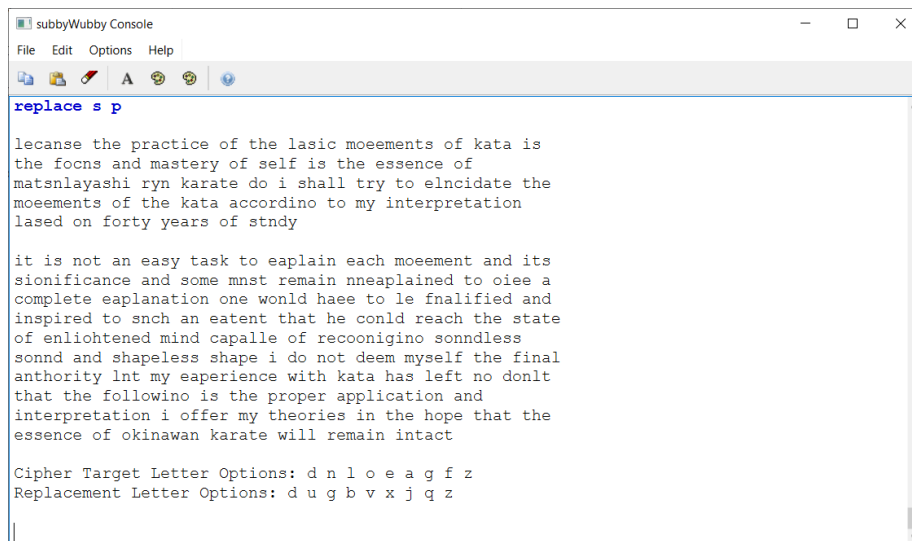 subbyWubby Console
File Edit Options Help
replace s p
lecanse the practice of the lasic moeements of kata is
the focns and mastery of self is the essence of
matsnlayashi ryn karate do i shall try to elncidate the
moeements of the kata accordino to my interpretation
lased on forty years of stndy
it is not an easy task to eaplain each moeement and its
sionificance and some mnst remain nneaplained to oiee a
complete eaplanation one wonld haee to le fnalified and
inspired to snch an eatent that he conld reach the state
of enliohtened mind capalle of recoonigino sonndless
sonnd and shapeless shape i do not deem myself the final
anthority lnt my eaperience with kata has left no donlt
that the followino is the proper application and
interpretation i offer my theories in the hope that the
essence of okinawan karate will remain intact
Cipher Target Letter Options: d n l o e a g f z
Replacement Letter Options: d u g b v x j q z